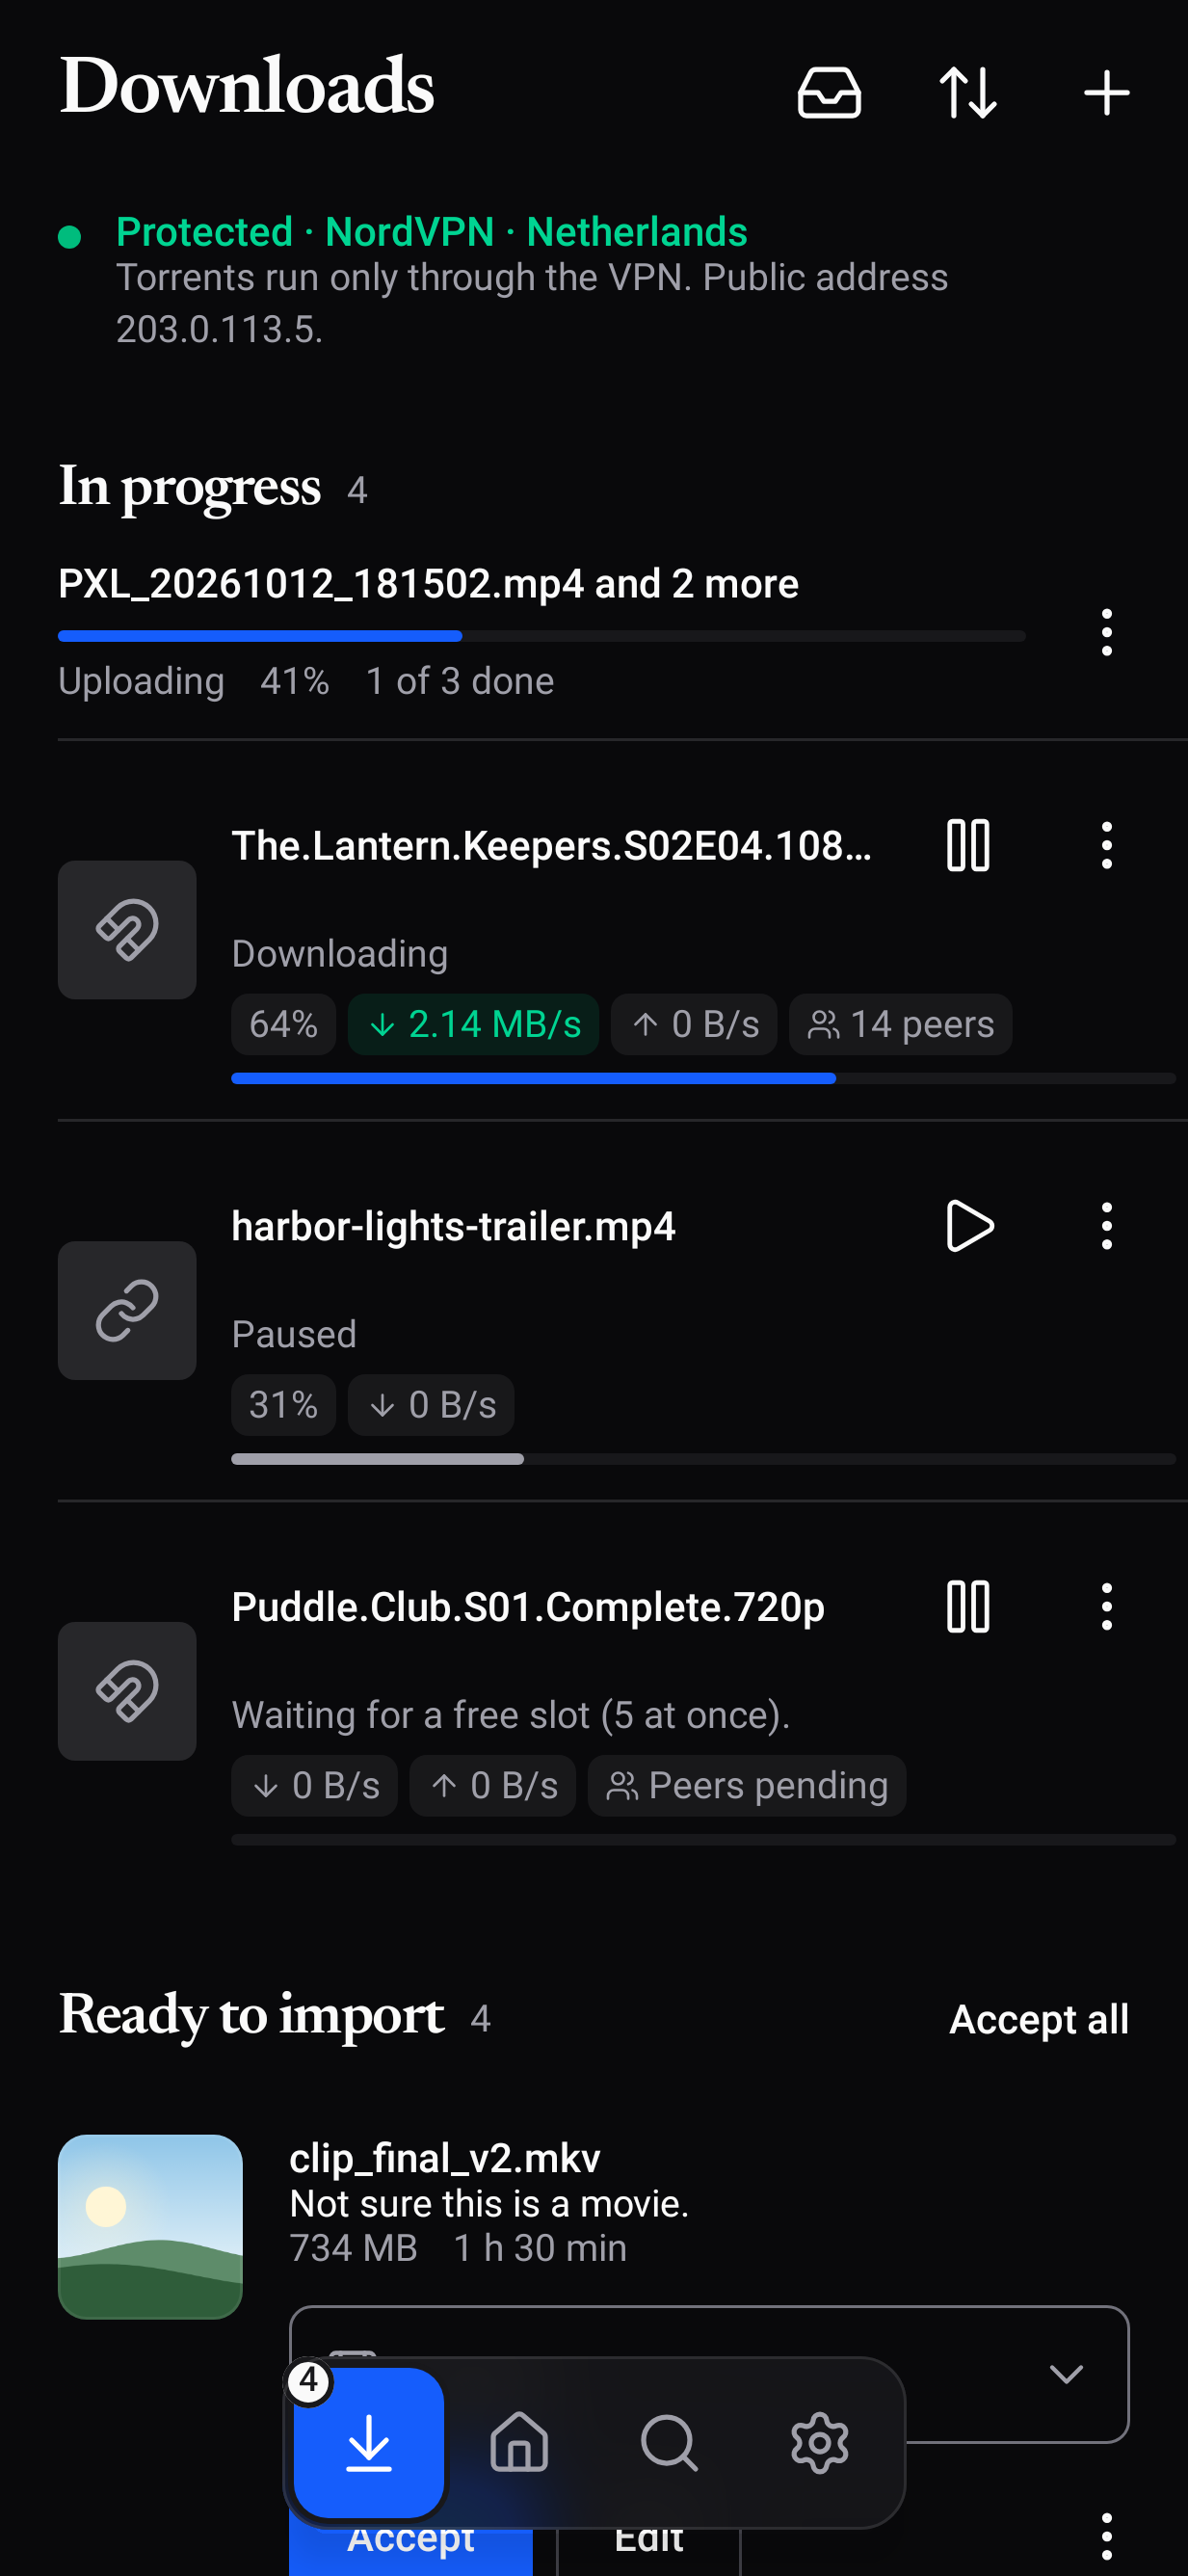 Downloads
Protected · NordVPN · Netherlands
Torrents run only through the VPN. Public address
203.0.113.5.
In progress 4
PXL_20261012_181502.mp4 and 2 more
Uploading 41% 1 of 3 done
The.Lantern.Keepers.S02E04.108…
Downloading
64% ↓ 2.14 MB/s ↑ 0 B/s 14 peers
harbor-lights-trailer.mp4
Paused
31% ↓ 0 B/s
Puddle.Club.S01.Complete.720p
Waiting for a free slot (5 at once).
↓ 0 B/s ↑ 0 B/s Peers pending
Ready to import 4 Accept all
clip_final_v2.mkv
Not sure this is a movie.
734 MB 1 h 30 min
4
Accept Edit